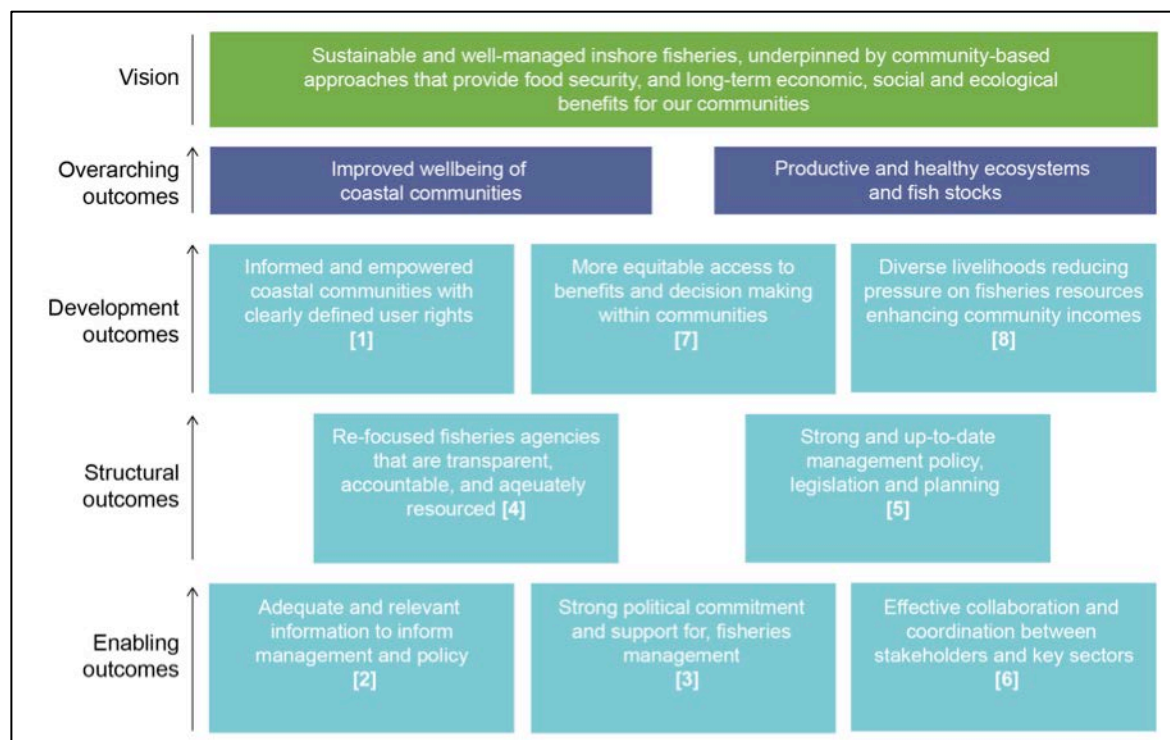 Vision
Sustainable and well-managed inshore fisheries, underpinned by community-based
approaches that provide food security, and long-term economic, social and ecological
benefits for our communities
Overarching
outcomes
Improved wellbeing of
coastal communities
Productive and healthy ecosystems
and fish stocks
Development
outcomes
Informed and empowered
coastal communities with
clearly defined user rights
[1]
More equitable access to
benefits and decision making
within communities
[7]
Diverse livelihoods reducing
pressure on fisheries resources
enhancing community incomes
[8]
Structural
outcomes
Re-focused fisheries agencies
that are transparent,
accountable, and aqeuately
resourced [4]
Strong and up-to-date
management policy,
legislation and planning
[5]
Enabling
outcomes
Adequate and relevant
information to inform
management and policy
[2]
Strong political commitment
and support for, fisheries
management
[3]
Effective collaboration and
coordination between
stakeholders and key sectors
[6]